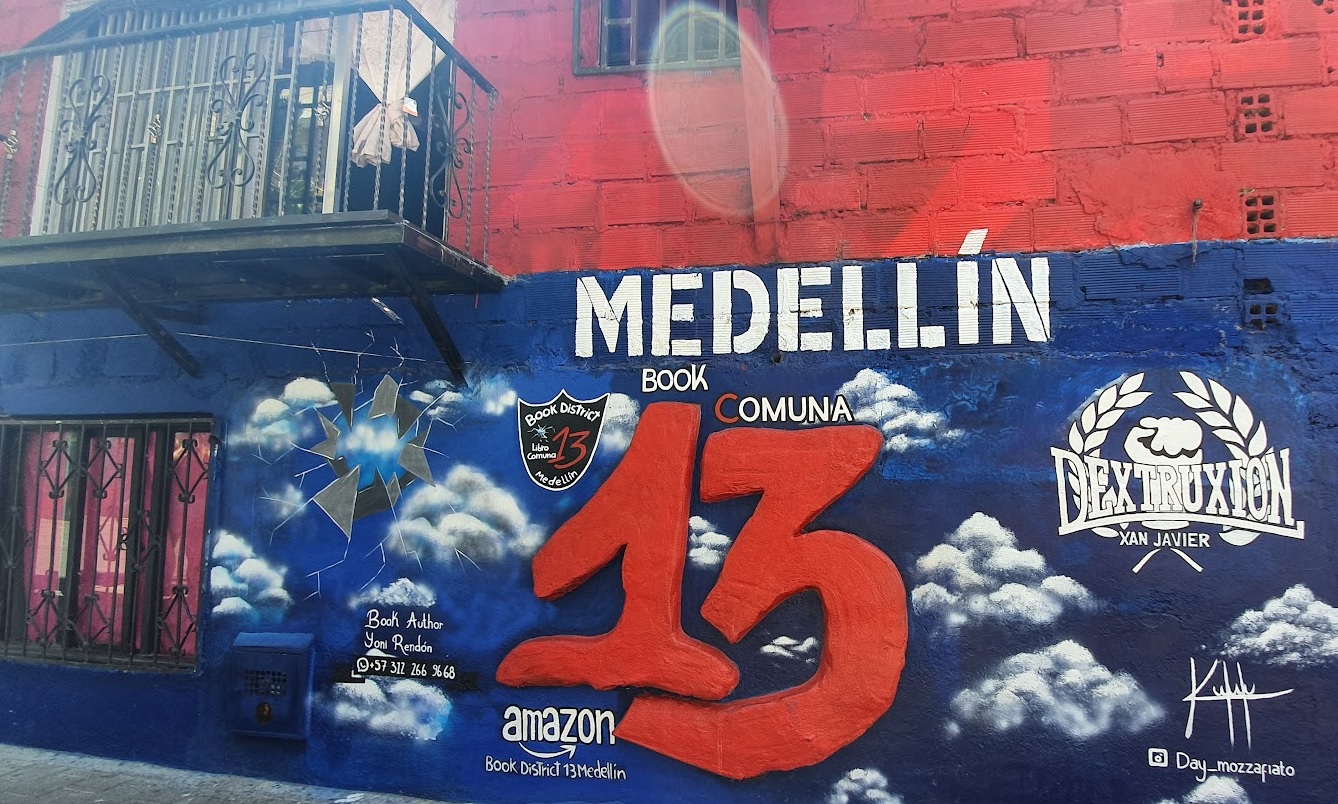 MEDELLÍN
BOOK
COMUNA
13
BOOK DISTRICT
Libro
Comuna 13
Medellín
DEXTRUXION
XAN JAVIER
Book Author
Yoni Rendón
+57 312 266 9668
amazon
Book District 13 Medellín
Day_mozzafiato